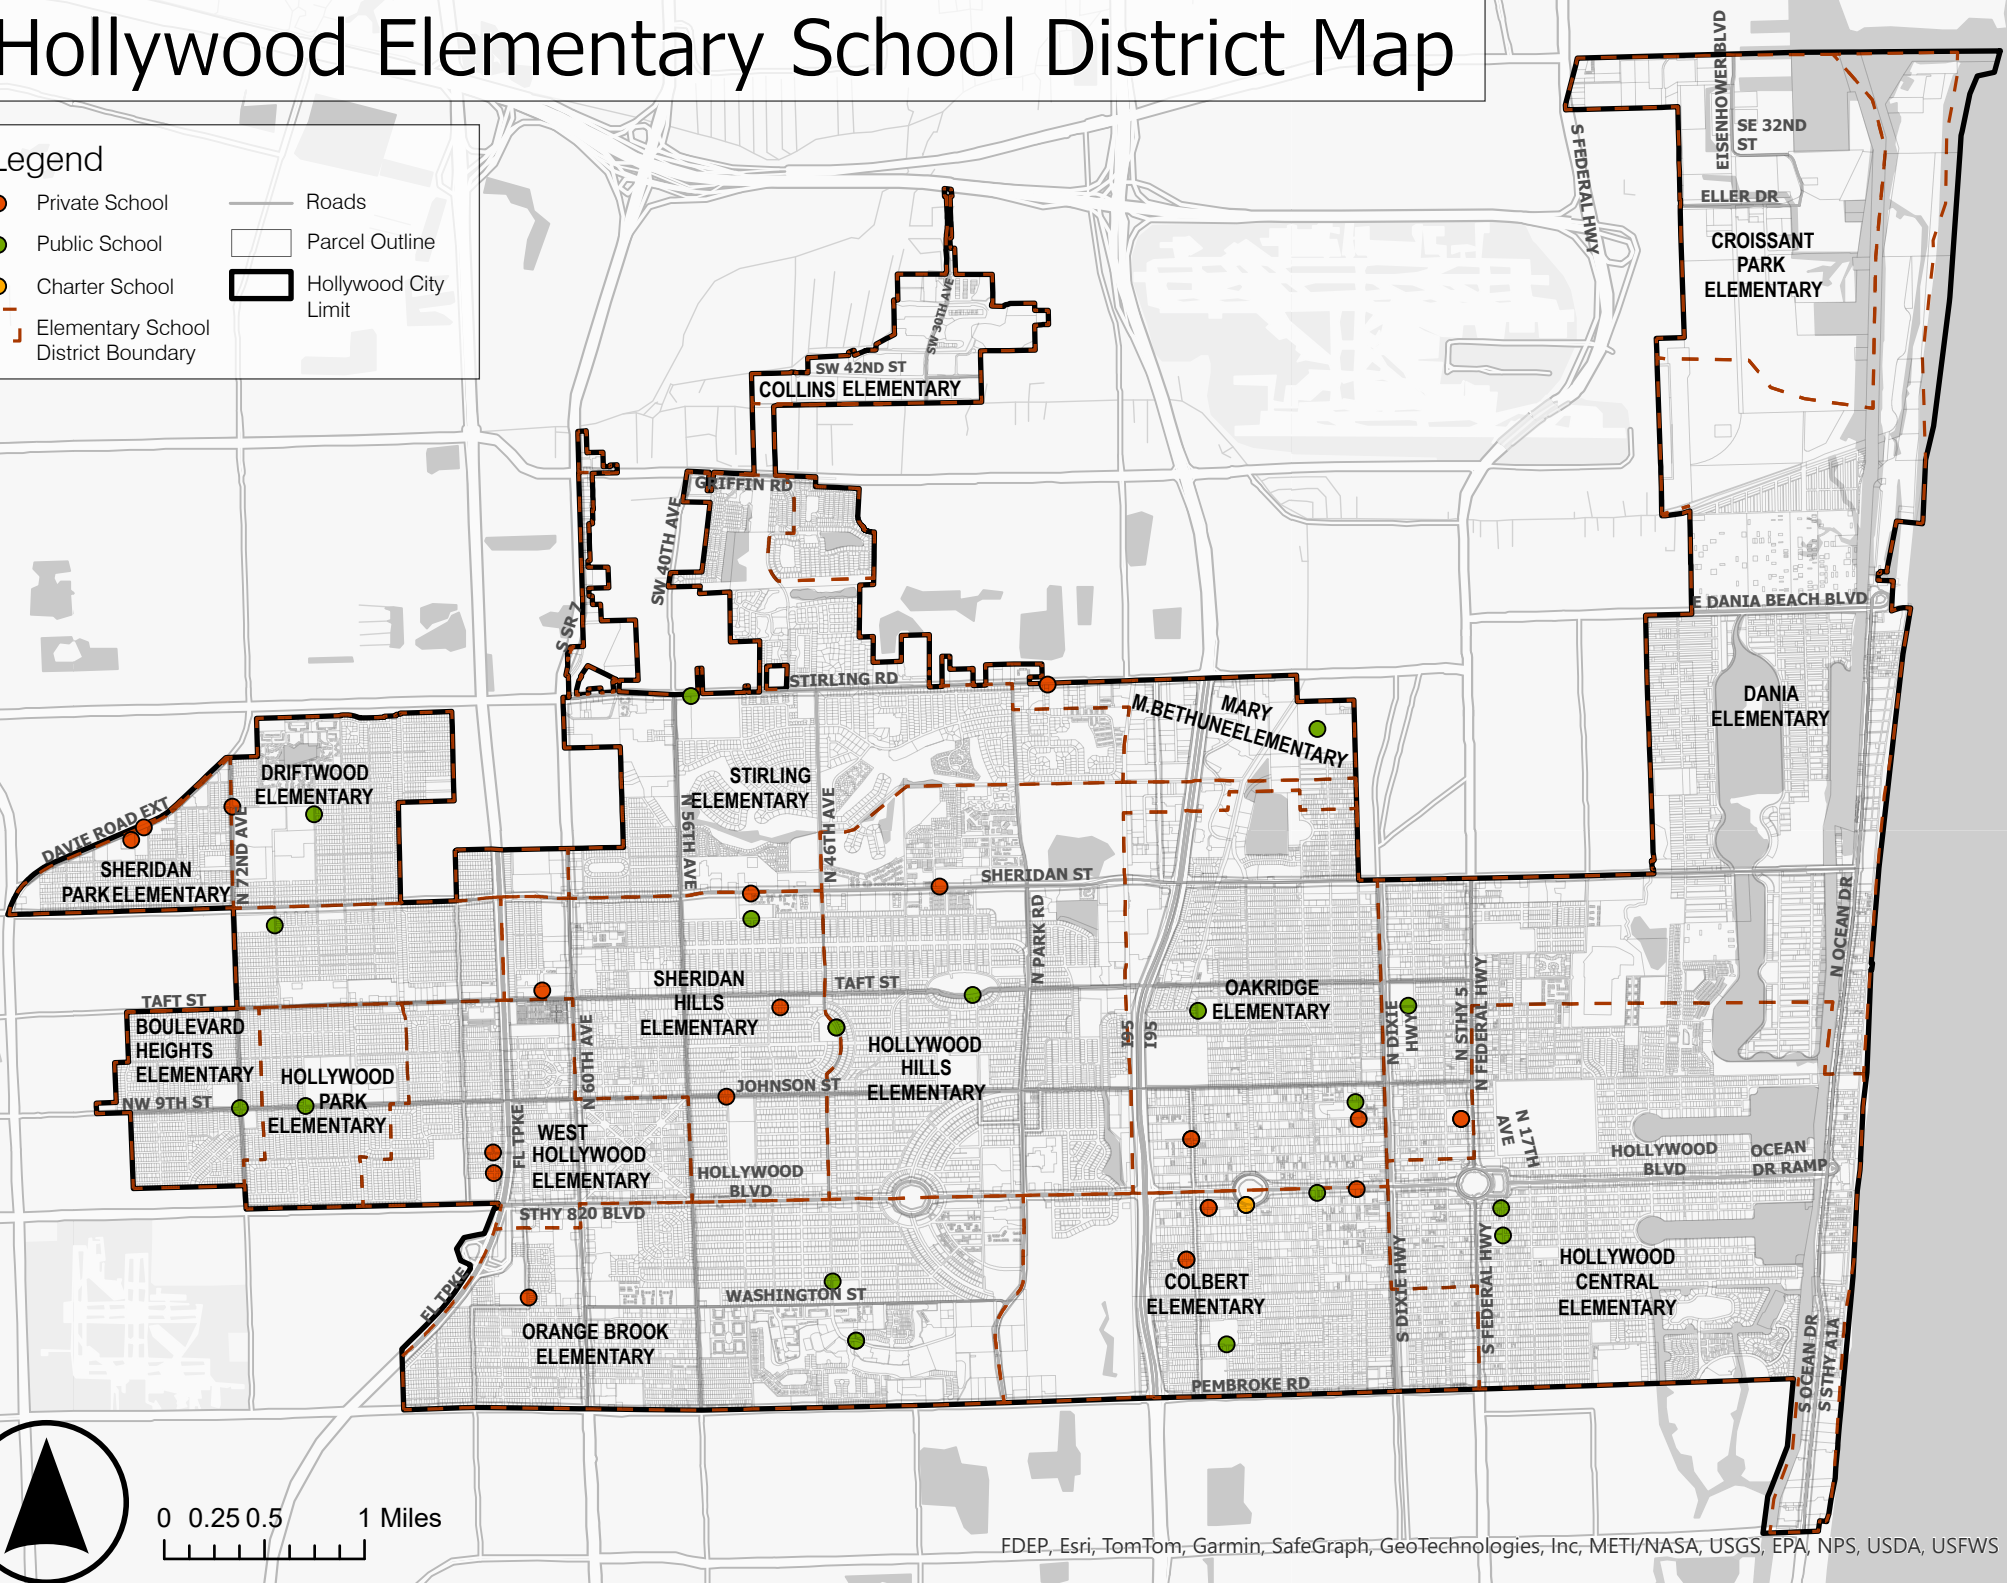 Hollywood Elementary School District Map
Legend
Private School
Public School
Charter School
Elementary School
District Boundary
Roads
Parcel Outline
Hollywood City
Limit
EISENHOWER BLVD
SE 32ND
ST
ELLER DR
S FEDERAL HWY
CROISSANT
PARK
ELEMENTARY
SW 30TH AVE
SW 42ND ST
COLLINS ELEMENTARY
GRIFFIN RD
SW 40TH AVE
S SR 7
E DANIA BEACH BLVD
STIRLING RD
MARY
M.BETHUNEELEMENTARY
DANIA
ELEMENTARY
DRIFTWOOD
ELEMENTARY
STIRLING
ELEMENTARY
DAVIE ROAD EXT
N 72ND AVE
N 56TH AVE
N 46TH AVE
SHERIDAN
PARK ELEMENTARY
SHERIDAN ST
N PARK RD
N OCEAN DR
TAFT ST
SHERIDAN
HILLS
ELEMENTARY
TAFT ST
OAKRIDGE
ELEMENTARY
BOULEVARD
HEIGHTS
ELEMENTARY
N 60TH AVE
I95
I95
N DIXIE
HWY
N STHY 5
N FEDERAL HWY
HOLLYWOOD
HILLS
ELEMENTARY
HOLLYWOOD
PARK
ELEMENTARY
NW 9TH ST
JOHNSON ST
FL TPKE
WEST
HOLLYWOOD
ELEMENTARY
N 17TH
AVE
HOLLYWOOD
BLVD
HOLLYWOOD
BLVD
OCEAN
DR RAMP
STHY 820 BLVD
FL TPKE
WASHINGTON ST
COLBERT
ELEMENTARY
S DIXIE HWY
S FEDERAL HWY
HOLLYWOOD
CENTRAL
ELEMENTARY
ORANGE BROOK
ELEMENTARY
PEMBROKE RD
S OCEAN DR
S STHY A1A
0 0.25 0.5 1 Miles
FDEP, Esri, TomTom, Garmin, SafeGraph, GeoTechnologies, Inc, METI/NASA, USGS, EPA, NPS, USDA, USFWS